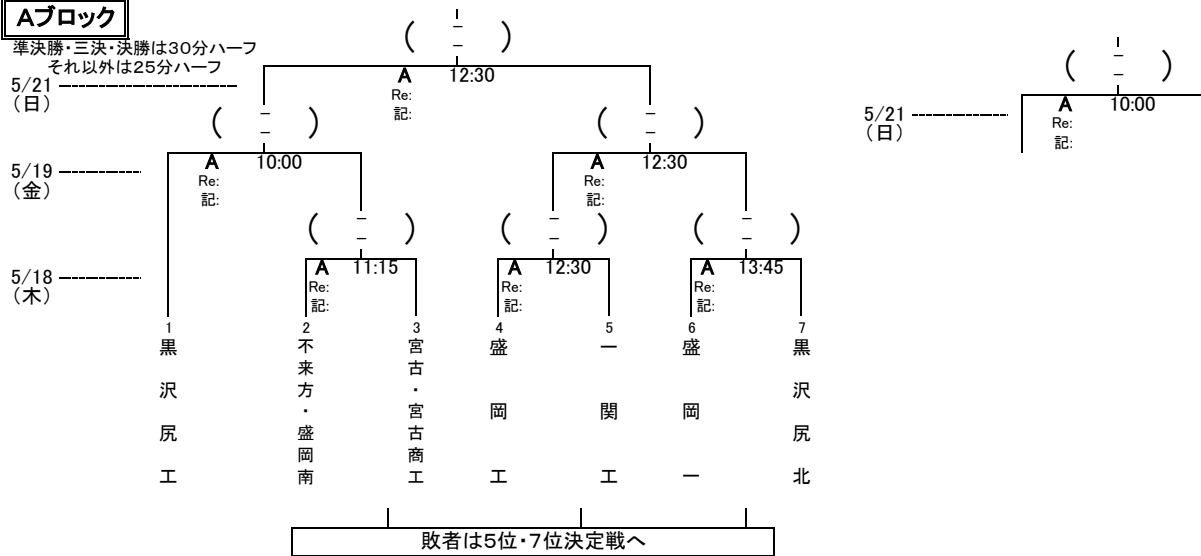 Aブロック
準決勝・三決・決勝は30分ハーフ
それ以外は25分ハーフ
5/21
（日）
( – – )
A 12:30
Re:
記:
( – – )
A 10:00
Re:
記:
5/21
（日）
5/19
（金）
( – – )
A 10:00
Re:
記:
( – – )
A 12:30
Re:
記:
5/18
（木）
( – – )
A 11:15
Re:
記:
( – – )
A 12:30
Re:
記:
( – – )
A 13:45
Re:
記:
1
黒沢尻工
2
不来方・盛岡南
3
宮古・宮古商工
4
盛岡工
5
一関工
6
盛岡一
7
黒沢尻北
敗者は5位・7位決定戦へ